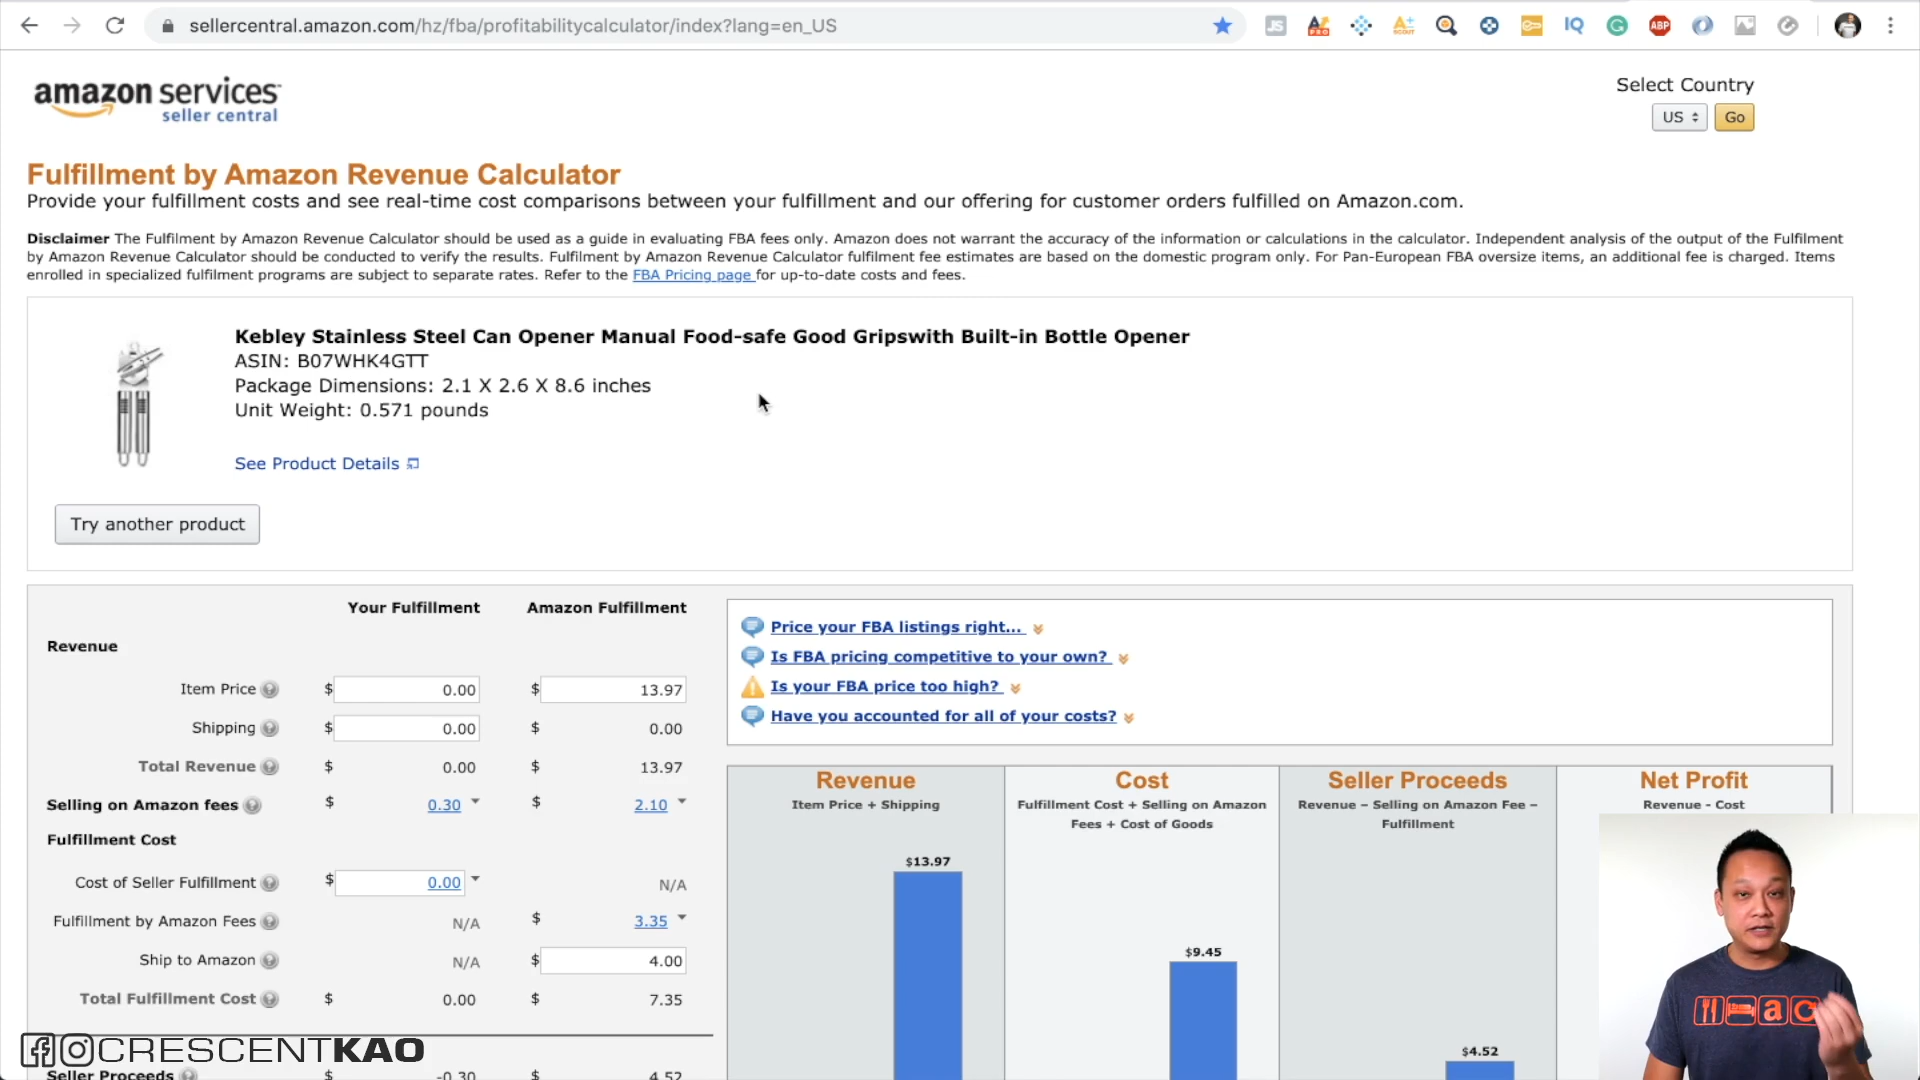 sellercentral.amazon.com/hz/fba/profitabilitycalculator/index?lang=en_US
JS
PRO
A+
SCOUT
IQ
G
ABP
amazon services
seller central
Select Country
US
Go
Fulfillment by Amazon Revenue Calculator
Provide your fulfillment costs and see real-time cost comparisons between your fulfillment and our offering for customer orders fulfilled on Amazon.com.
Disclaimer The Fulfilment by Amazon Revenue Calculator should be used as a guide in evaluating FBA fees only. Amazon does not warrant the accuracy of the information or calculations in the calculator. Independent analysis of the output of the Fulfilment
by Amazon Revenue Calculator should be conducted to verify the results. Fulfilment by Amazon Revenue Calculator fulfilment fee estimates are based on the domestic program only. For Pan-European FBA oversize items, an additional fee is charged. Items
enrolled in specialized fulfilment programs are subject to separate rates. Refer to the FBA Pricing page for up-to-date costs and fees.
Kebley Stainless Steel Can Opener Manual Food-safe Good Gripswith Built-in Bottle Opener
ASIN: B07WHK4GTT
Package Dimensions: 2.1 X 2.6 X 8.6 inches
Unit Weight: 0.571 pounds
See Product Details
Try another product
Your Fulfillment Amazon Fulfillment
Revenue
Item Price ? $ 0.00 $ 13.97
Shipping ? $ 0.00 $ 0.00
Total Revenue ? $ 0.00 $ 13.97
Selling on Amazon fees ? $ 0.30 $ 2.10
Fulfillment Cost
Cost of Seller Fulfillment ? $ 0.00 N/A
Fulfillment by Amazon Fees ? N/A $ 3.35
Ship to Amazon ? N/A $ 4.00
Total Fulfillment Cost ? $ 0.00 $ 7.35
Seller Proceeds ? $ -0.30 $ 4.52
Price your FBA listings right...
Is FBA pricing competitive to your own?
Is your FBA price too high?
Have you accounted for all of your costs?
Revenue
Item Price + Shipping
$13.97
Cost
Fulfillment Cost + Selling on Amazon
Fees + Cost of Goods
$9.45
Seller Proceeds
Revenue – Selling on Amazon Fee –
Fulfillment
$4.52
Net Profit
Revenue - Cost
CRESCENTKAO
a